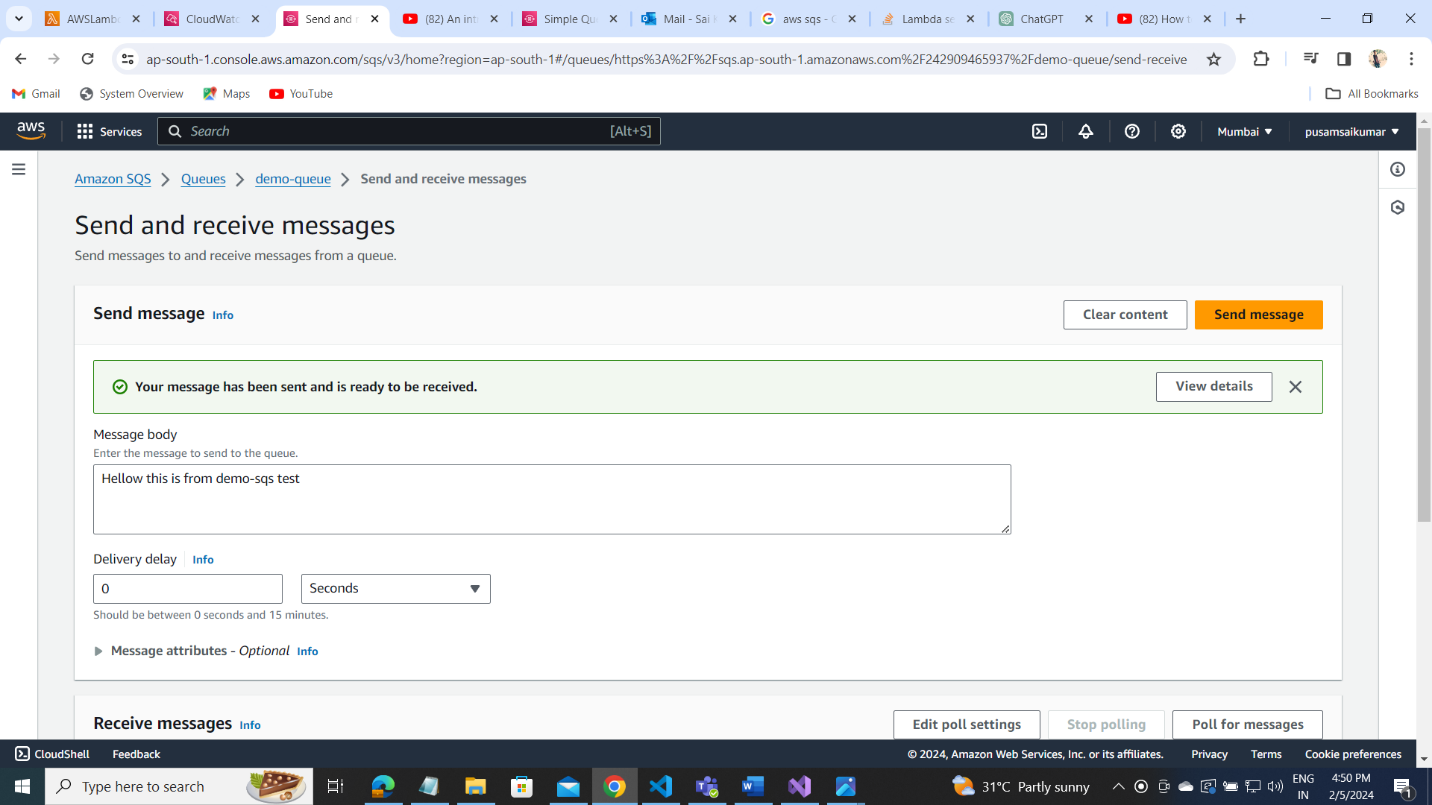 AWSLamb
CloudWat
Send and r
(82) An int
Simple Qu
Mail - Sai
aws sqs - G
Lambda se
ChatGPT
(82) How t
ap-south-1.console.aws.amazon.com/sqs/v3/home?region=ap-south-1#/queues/https%3A%2F%2Fsqs.ap-south-1.amazonaws.com%2F242909465937%2Fdemo-queue/send-receive
Gmail System Overview Maps YouTube All Bookmarks
aws Services Search [Alt+S] Mumbai pusamsaikumar
Amazon SQS Queues demo-queue Send and receive messages
Send and receive messages
Send messages to and receive messages from a queue.
Send message Info Clear content Send message
Your message has been sent and is ready to be received. View details
Message body
Enter the message to send to the queue.
Hellow this is from demo-sqs test
Delivery delay Info
0 Seconds
Should be between 0 seconds and 15 minutes.
Message attributes - Optional Info
Receive messages Info Edit poll settings Stop polling Poll for messages
CloudShell Feedback © 2024, Amazon Web Services, Inc. or its affiliates. Privacy Terms Cookie preferences
Type here to search 31°C Partly sunny ENG IN 4:50 PM 2/5/2024 1